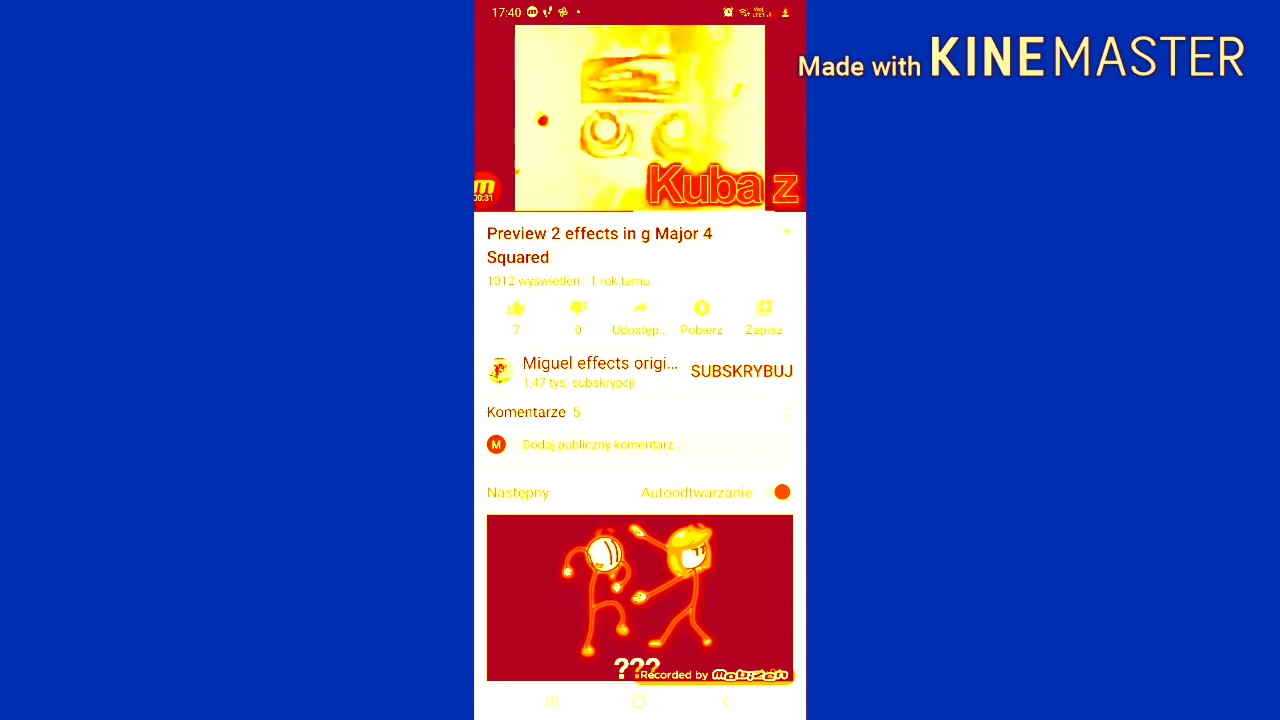 17:40
Made with KINEMASTER
00:31
Kuba z
Preview 2 effects in g Major 4
Squared
1012 wyświetleń · 1 rok temu
7
0
Udostęp...
Pobierz
Zapisz
Miguel effects origi...
SUBSKRYBUJ
1,47 tys. subskrypcji
Komentarze 5
M
Dodaj publiczny komentarz...
Następny
Autoodtwarzanie
???
Recorded by mobizen